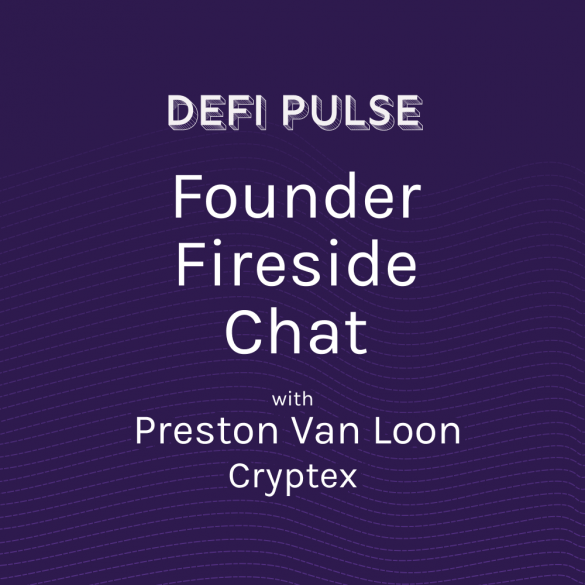 DEFI PULSE
Founder
Fireside
Chat
with
Preston Van Loon
Cryptex